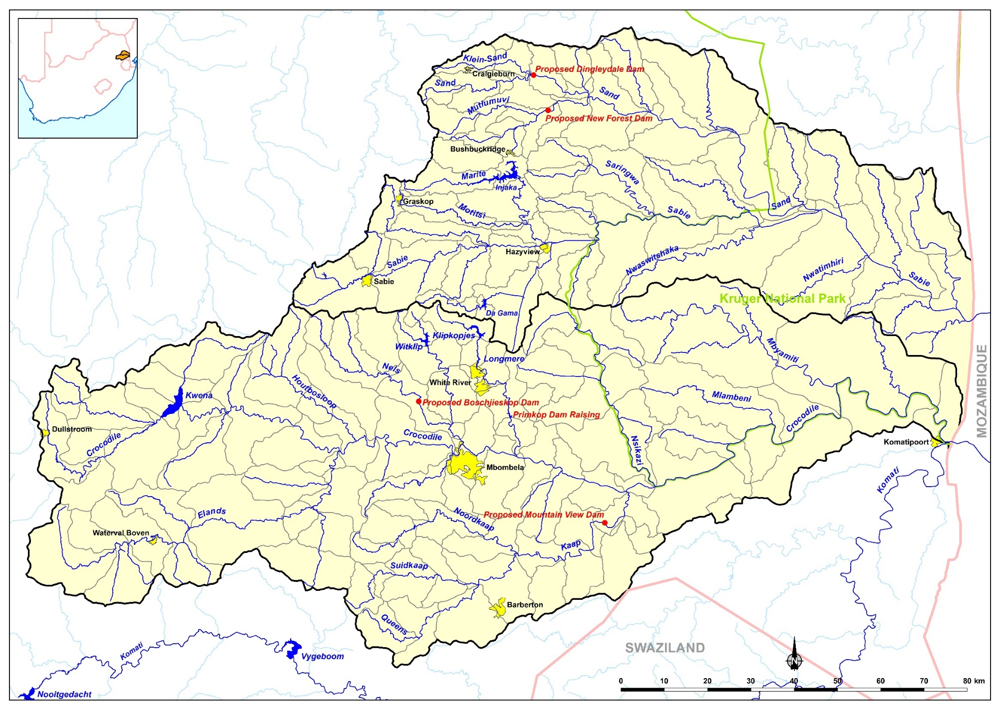 Klein-Sand
Proposed Dingleydale Dam
Craigieburn
Sand
Sand
Mutlumuvi
Proposed New Forest Dam
Bushbuckridge
Saringwa
Marite
Injaka
Graskop
Sand
Motitsi
Sabie
Hazyview
Nwaswitshaka
Sabie
Nwatimhiri
Sabie
Sabie
Kruger National Park
Da Gama
Klipkopjes
Witklip
Mbyamiti
Longmere
MOZAMBIQUE
Nels
White River
Houtbosloop
Kwena
Mlambeni
Proposed Boschjieskop Dam
Primkop Dam Raising
Crocodile
Dullstroom
Crocodile
Crocodile
Komatipoort
Nsikazi
Mbombela
Komati
Elands
Noordkaap
Proposed Mountain View Dam
Waterval Boven
Kaap
Suidkaap
Barberton
Queens
SWAZILAND
Komati
Vygeboom
N
0 10 20 30 40 50 60 70 80 km
Nooitgedacht